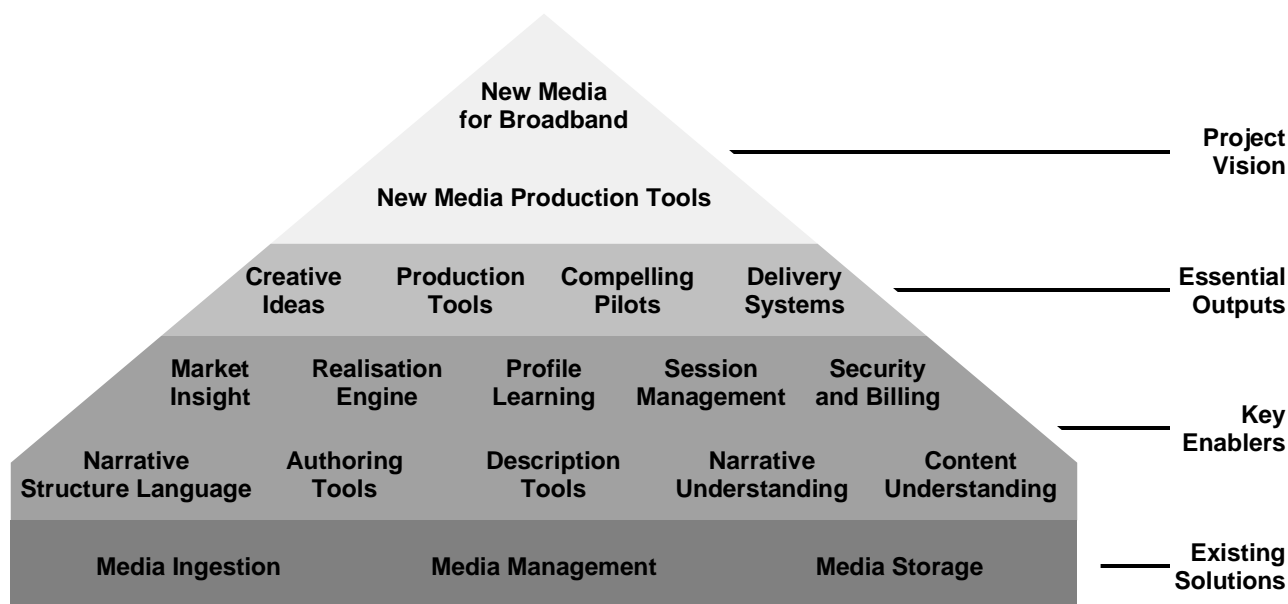 New Media
for Broadband
Project
Vision
New Media Production Tools
Creative
Ideas
Production
Tools
Compelling
Pilots
Delivery
Systems
Essential
Outputs
Market
Insight
Realisation
Engine
Profile
Learning
Session
Management
Security
and Billing
Key
Enablers
Narrative
Structure Language
Authoring
Tools
Description
Tools
Narrative
Understanding
Content
Understanding
Media Ingestion
Media Management
Media Storage
Existing
Solutions